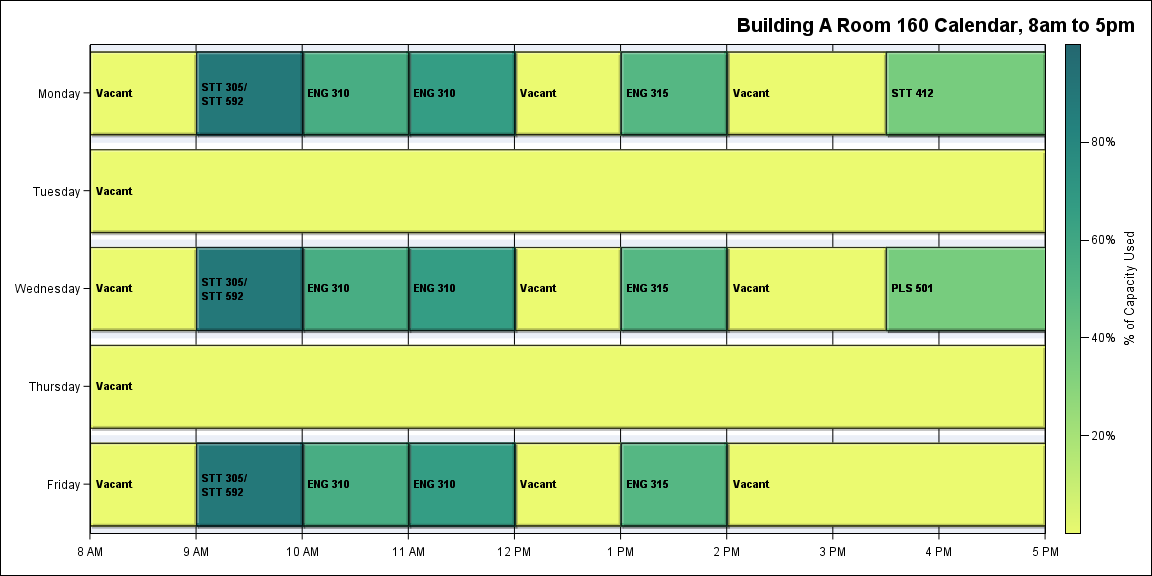 Building A Room 160 Calendar, 8am to 5pm
Monday
Vacant
STT 305/
STT 592
ENG 310
ENG 310
Vacant
ENG 315
Vacant
STT 412
Tuesday
Vacant
Wednesday
Vacant
STT 305/
STT 592
ENG 310
ENG 310
Vacant
ENG 315
Vacant
PLS 501
Thursday
Vacant
Friday
Vacant
STT 305/
STT 592
ENG 310
ENG 310
Vacant
ENG 315
Vacant
8 AM
9 AM
10 AM
11 AM
12 PM
1 PM
2 PM
3 PM
4 PM
5 PM
80%
60%
40%
20%
% of Capacity Used